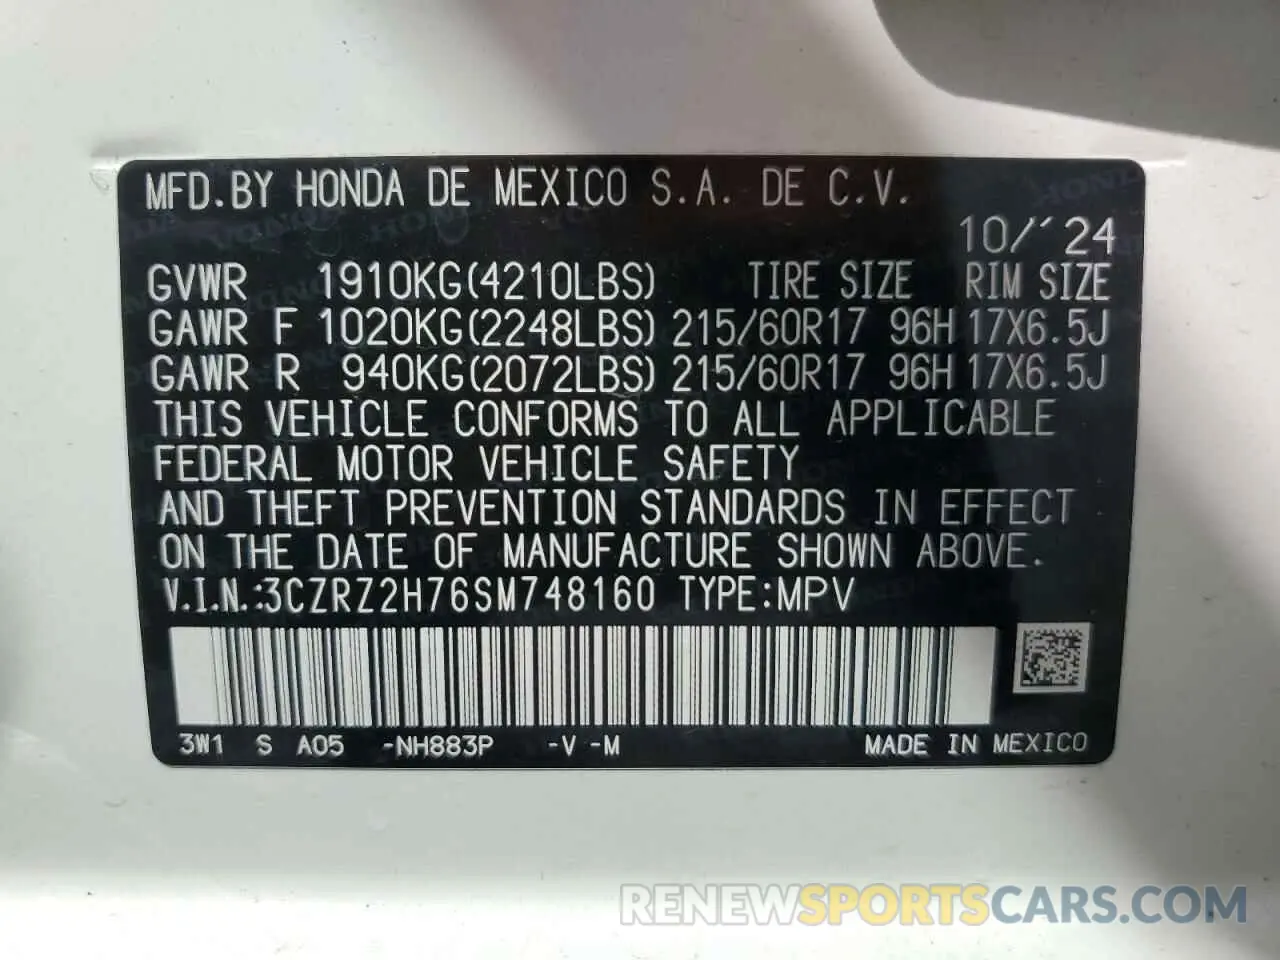 MFD.BY HONDA DE MEXICO S.A. DE C.V.
10/´24
GVWR 1910KG(4210LBS) TIRE SIZE RIM SIZE
GAWR F 1020KG(2248LBS) 215/60R17 96H 17X6.5J
GAWR R 940KG(2072LBS) 215/60R17 96H 17X6.5J
THIS VEHICLE CONFORMS TO ALL APPLICABLE
FEDERAL MOTOR VEHICLE SAFETY
AND THEFT PREVENTION STANDARDS IN EFFECT
ON THE DATE OF MANUFACTURE SHOWN ABOVE.
V.I.N.:3CZRZ2H76SM748160 TYPE:MPV
3W1 S A05 -NH883P -V -M MADE IN MEXICO
RENEWSPORTSCARS.COM